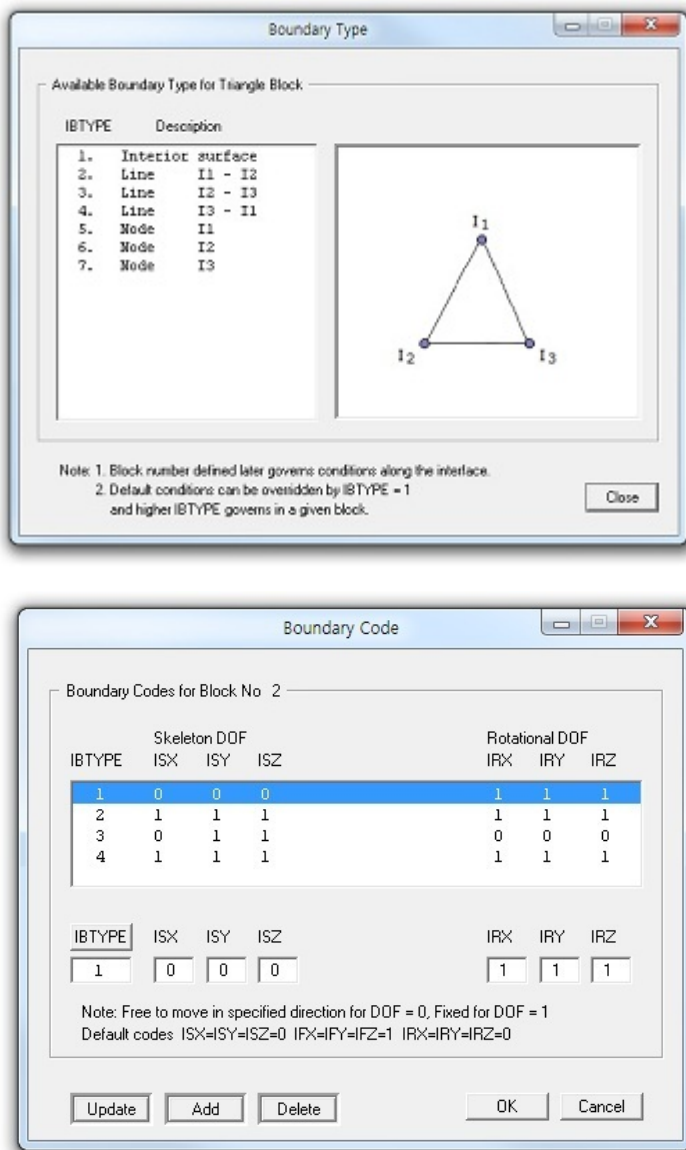 Boundary Type
Available Boundary Type for Triangle Block
IBTYPE Description
1. Interior surface
2. Line I1 - I2
3. Line I2 - I3
4. Line I3 - I1
5. Node I1
6. Node I2
7. Node I3
I1
I2
I3
Note: 1. Block number defined later governs conditions along the interlace.
2. Default conditions can be overridden by IBTYPE = 1
and higher IBTYPE governs in a given block.
Close
Boundary Code
Boundary Codes for Block No 2
Skeleton DOF Rotational DOF
IBTYPE ISX ISY ISZ IRX IRY IRZ
1 0 0 0 1 1 1
2 1 1 1 1 1 1
3 0 1 1 0 0 0
4 1 1 1 1 1 1
IBTYPE ISX ISY ISZ IRX IRY IRZ
1 0 0 0 1 1 1
Note: Free to move in specified direction for DOF = 0, Fixed for DOF = 1
Default codes ISX=ISY=ISZ=0 IFX=IFY=IFZ=1 IRX=IRY=IRZ=0
Update Add Delete OK Cancel